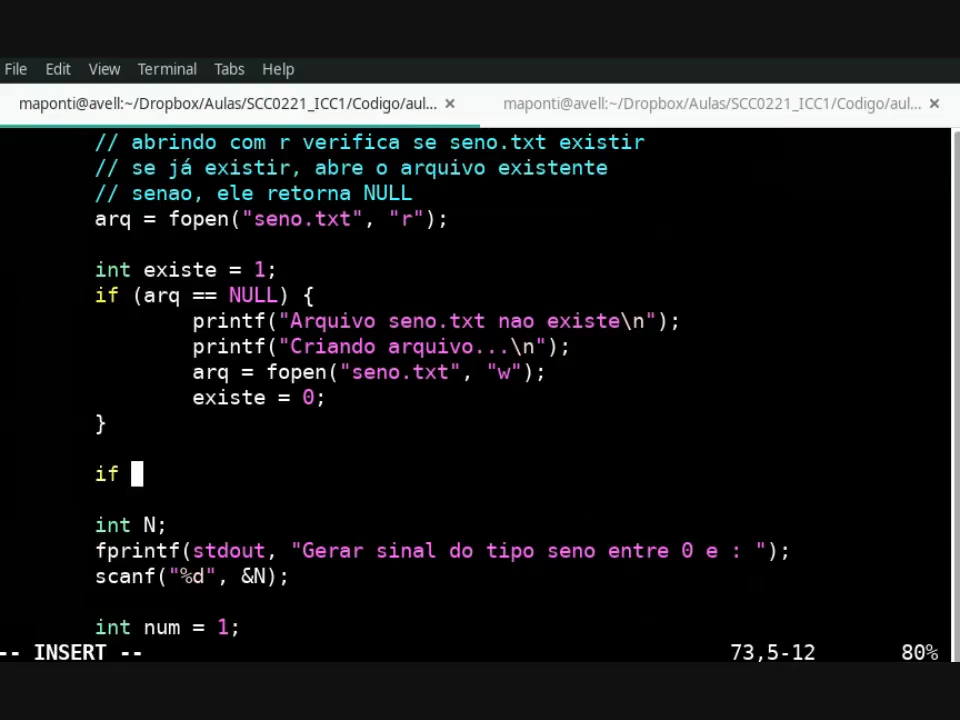 File Edit View Terminal Tabs Help
maponti@avell:~/Dropbox/Aulas/SCC0221_ICC1/Codigo/aul... × maponti@avell:~/Dropbox/Aulas/SCC0221_ICC1/Codigo/aul... ×
// abrindo com r verifica se seno.txt existir
// se já existir, abre o arquivo existente
// senao, ele retorna NULL
arq = fopen("seno.txt", "r");
int existe = 1;
if (arq == NULL) {
printf("Arquivo seno.txt nao existe\n");
printf("Criando arquivo...\n");
arq = fopen("seno.txt", "w");
existe = 0;
}
if
int N;
fprintf(stdout, "Gerar sinal do tipo seno entre 0 e : ");
scanf("%d", &N);
int num = 1;
-- INSERT -- 73,5-12 80%